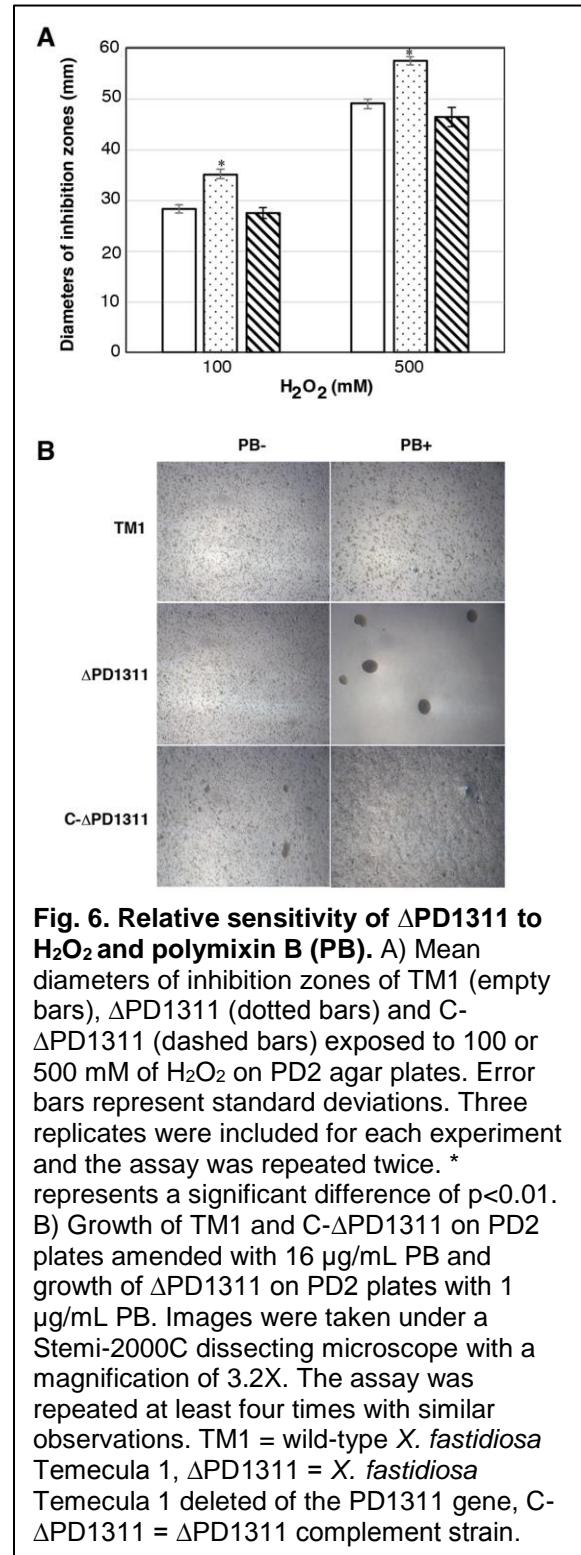 A
Diameters of inhibition zones (mm)
60
50
40
30
20
10
0
*
*
100
500
H2O2 (mM)
B
PB-
PB+
TM1
ΔPD1311
C-ΔPD1311
Fig. 6. Relative sensitivity of ΔPD1311 to
H2O2 and polymixin B (PB). A) Mean
diameters of inhibition zones of TM1 (empty
bars), ΔPD1311 (dotted bars) and C-
ΔPD1311 (dashed bars) exposed to 100 or
500 mM of H2O2 on PD2 agar plates. Error
bars represent standard deviations. Three
replicates were included for each experiment
and the assay was repeated twice. *
represents a significant difference of p<0.01.
B) Growth of TM1 and C-ΔPD1311 on PD2
plates amended with 16 µg/mL PB and
growth of ΔPD1311 on PD2 plates with 1
µg/mL PB. Images were taken under a
Stemi-2000C dissecting microscope with a
magnification of 3.2X. The assay was
repeated at least four times with similar
observations. TM1 = wild-type X. fastidiosa
Temecula 1, ΔPD1311 = X. fastidiosa
Temecula 1 deleted of the PD1311 gene, C-
ΔPD1311 = ΔPD1311 complement strain.